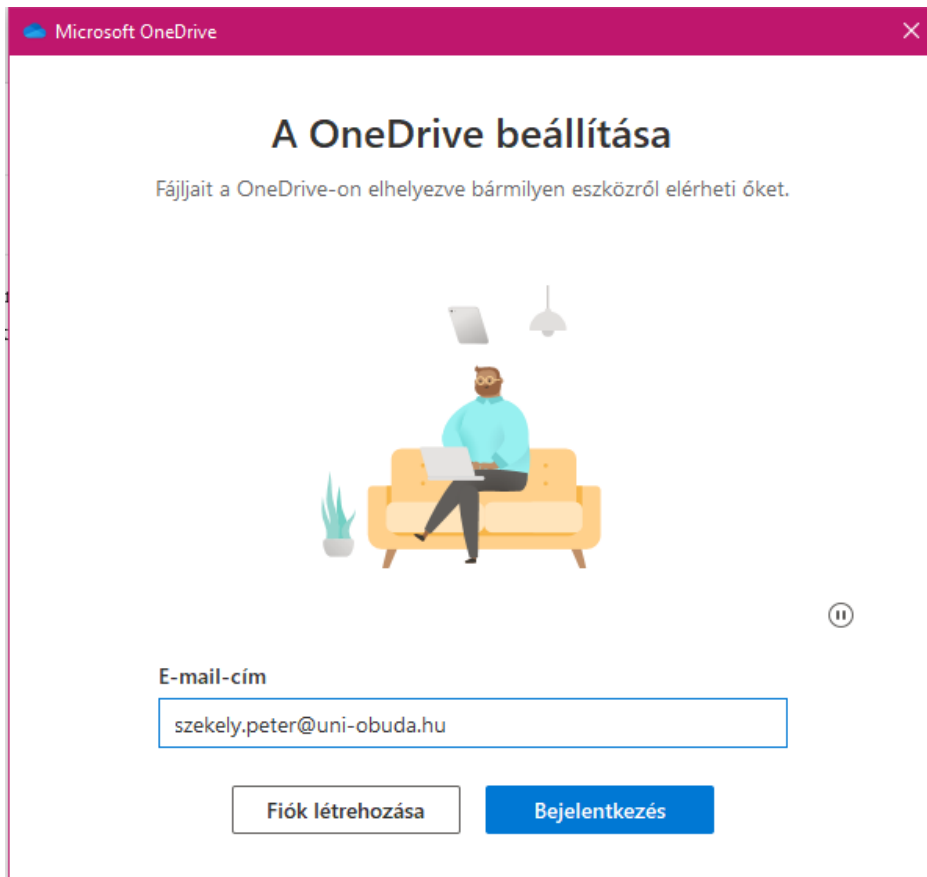 Microsoft OneDrive
A OneDrive beállítása
Fájljait a OneDrive-on elhelyezve bármilyen eszközről elérheti őket.
E-mail-cím
szekely.peter@uni-obuda.hu
Fiók létrehozása
Bejelentkezés